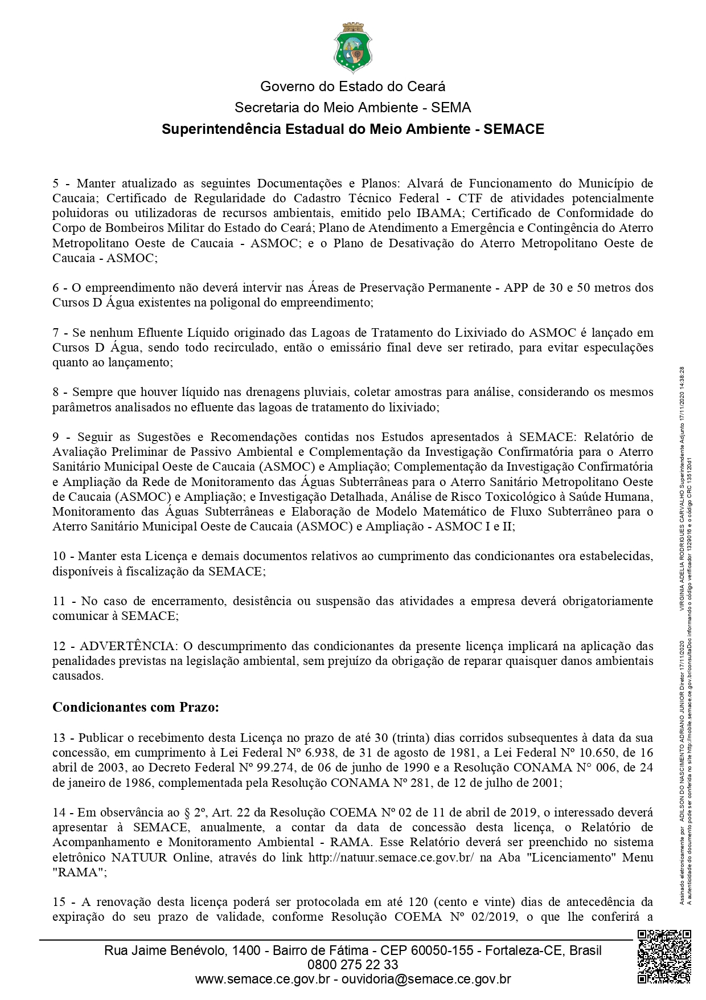 Governo do Estado do Ceará
Secretaria do Meio Ambiente - SEMA
Superintendência Estadual do Meio Ambiente - SEMACE
5 - Manter atualizado as seguintes Documentações e Planos: Alvará de Funcionamento do Município de
Caucaia; Certificado de Regularidade do Cadastro Técnico Federal - CTF de atividades potencialmente
poluidoras ou utilizadoras de recursos ambientais, emitido pelo IBAMA; Certificado de Conformidade do
Corpo de Bombeiros Militar do Estado do Ceará; Plano de Atendimento a Emergência e Contingência do Aterro
Metropolitano Oeste de Caucaia - ASMOC; e o Plano de Desativação do Aterro Metropolitano Oeste de
Caucaia - ASMOC;
6 - O empreendimento não deverá intervir nas Áreas de Preservação Permanente - APP de 30 e 50 metros dos
Cursos D Água existentes na poligonal do empreendimento;
7 - Se nenhum Efluente Líquido originado das Lagoas de Tratamento do Lixiviado do ASMOC é lançado em
Cursos D Água, sendo todo recirculado, então o emissário final deve ser retirado, para evitar especulações
quanto ao lançamento;
8 - Sempre que houver líquido nas drenagens pluviais, coletar amostras para análise, considerando os mesmos
parâmetros analisados no efluente das lagoas de tratamento do lixiviado;
9 - Seguir as Sugestões e Recomendações contidas nos Estudos apresentados à SEMACE: Relatório de
Avaliação Preliminar de Passivo Ambiental e Complementação da Investigação Confirmatória para o Aterro
Sanitário Municipal Oeste de Caucaia (ASMOC) e Ampliação; Complementação da Investigação Confirmatória
e Ampliação da Rede de Monitoramento das Águas Subterrâneas para o Aterro Sanitário Metropolitano Oeste
de Caucaia (ASMOC) e Ampliação; e Investigação Detalhada, Análise de Risco Toxicológico à Saúde Humana,
Monitoramento das Águas Subterrâneas e Elaboração de Modelo Matemático de Fluxo Subterrâneo para o
Aterro Sanitário Municipal Oeste de Caucaia (ASMOC) e Ampliação - ASMOC I e II;
10 - Manter esta Licença e demais documentos relativos ao cumprimento das condicionantes ora estabelecidas,
disponíveis à fiscalização da SEMACE;
11 - No caso de encerramento, desistência ou suspensão das atividades a empresa deverá obrigatoriamente
comunicar à SEMACE;
12 - ADVERTÊNCIA: O descumprimento das condicionantes da presente licença implicará na aplicação das
penalidades previstas na legislação ambiental, sem prejuízo da obrigação de reparar quaisquer danos ambientais
causados.
Condicionantes com Prazo:
13 - Publicar o recebimento desta Licença no prazo de até 30 (trinta) dias corridos subsequentes à data da sua
concessão, em cumprimento à Lei Federal Nº 6.938, de 31 de agosto de 1981, a Lei Federal Nº 10.650, de 16
abril de 2003, ao Decreto Federal Nº 99.274, de 06 de junho de 1990 e a Resolução CONAMA N° 006, de 24
de janeiro de 1986, complementada pela Resolução CONAMA Nº 281, de 12 de julho de 2001;
14 - Em observância ao § 2º, Art. 22 da Resolução COEMA Nº 02 de 11 de abril de 2019, o interessado deverá
apresentar à SEMACE, anualmente, a contar da data de concessão desta licença, o Relatório de
Acompanhamento e Monitoramento Ambiental - RAMA. Esse Relatório deverá ser preenchido no sistema
eletrônico NATUUR Online, através do link http://natuur.semace.ce.gov.br/ na Aba "Licenciamento" Menu
"RAMA";
15 - A renovação desta licença poderá ser protocolada em até 120 (cento e vinte) dias de antecedência da
expiração do seu prazo de validade, conforme Resolução COEMA Nº 02/2019, o que lhe conferirá a
Rua Jaime Benévolo, 1400 - Bairro de Fátima - CEP 60050-155 - Fortaleza-CE, Brasil
0800 275 22 33
www.semace.ce.gov.br - ouvidoria@semace.ce.gov.br
Assinado eletronicamente por ADILSON DO NASCIMENTO ADRIANO JUNIOR Diretor 17/11/2020 VIRGINIA ADELIA RODRIGUES CARVALHO Superintendente Adjunto 17/11/2020 14:38:28
A autenticidade do documento pode ser conferida no site http://mobile.semace.ce.gov.br/consultaDoc informando o código verificador 1329016 e o código CRC 135120d1